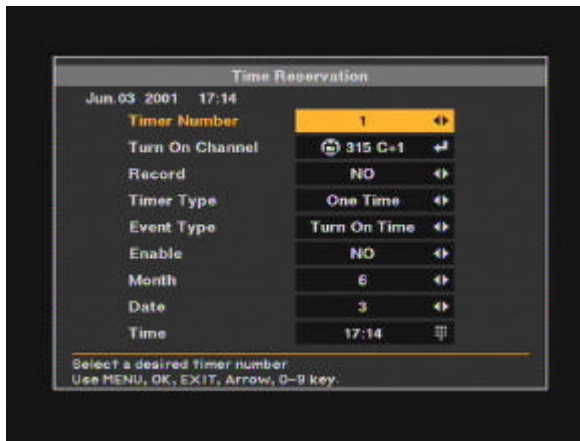 Time Reservation
Jun.03 2001 17:14
Timer Number 1
Turn On Channel 315 C+1
Record NO
Timer Type One Time
Event Type Turn On Time
Enable NO
Month 6
Date 3
Time 17:14
Select a desired timer number
Use MENU, OK, EXIT, Arrow, 0-9 key.